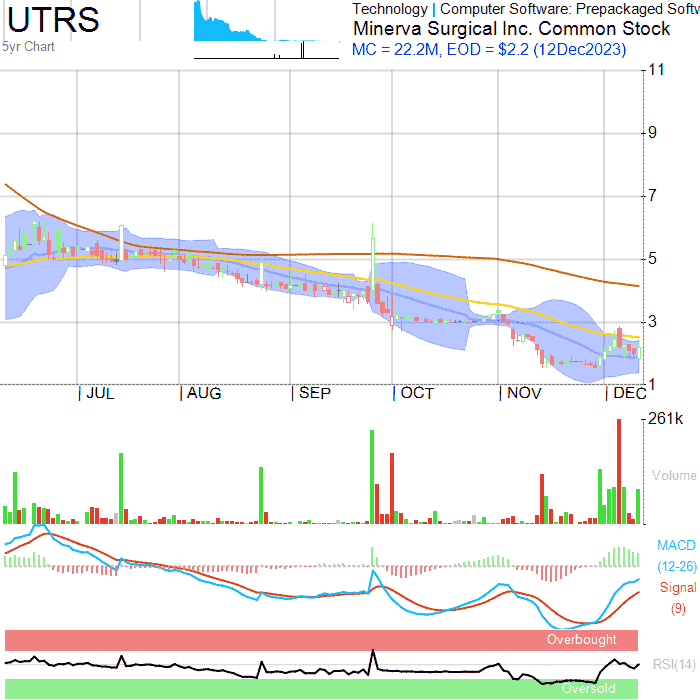 UTRS
Technology | Computer Software: Prepackaged Softw
Minerva Surgical Inc. Common Stock
5yr Chart
MC = 22.2M, EOD = $2.2 (12Dec2023)
11
9
7
5
3
1
JUL
AUG
SEP
OCT
NOV
DEC
261k
Volume
MACD
(12-26)
Signal
(9)
Overbought
RSI(14)
Oversold